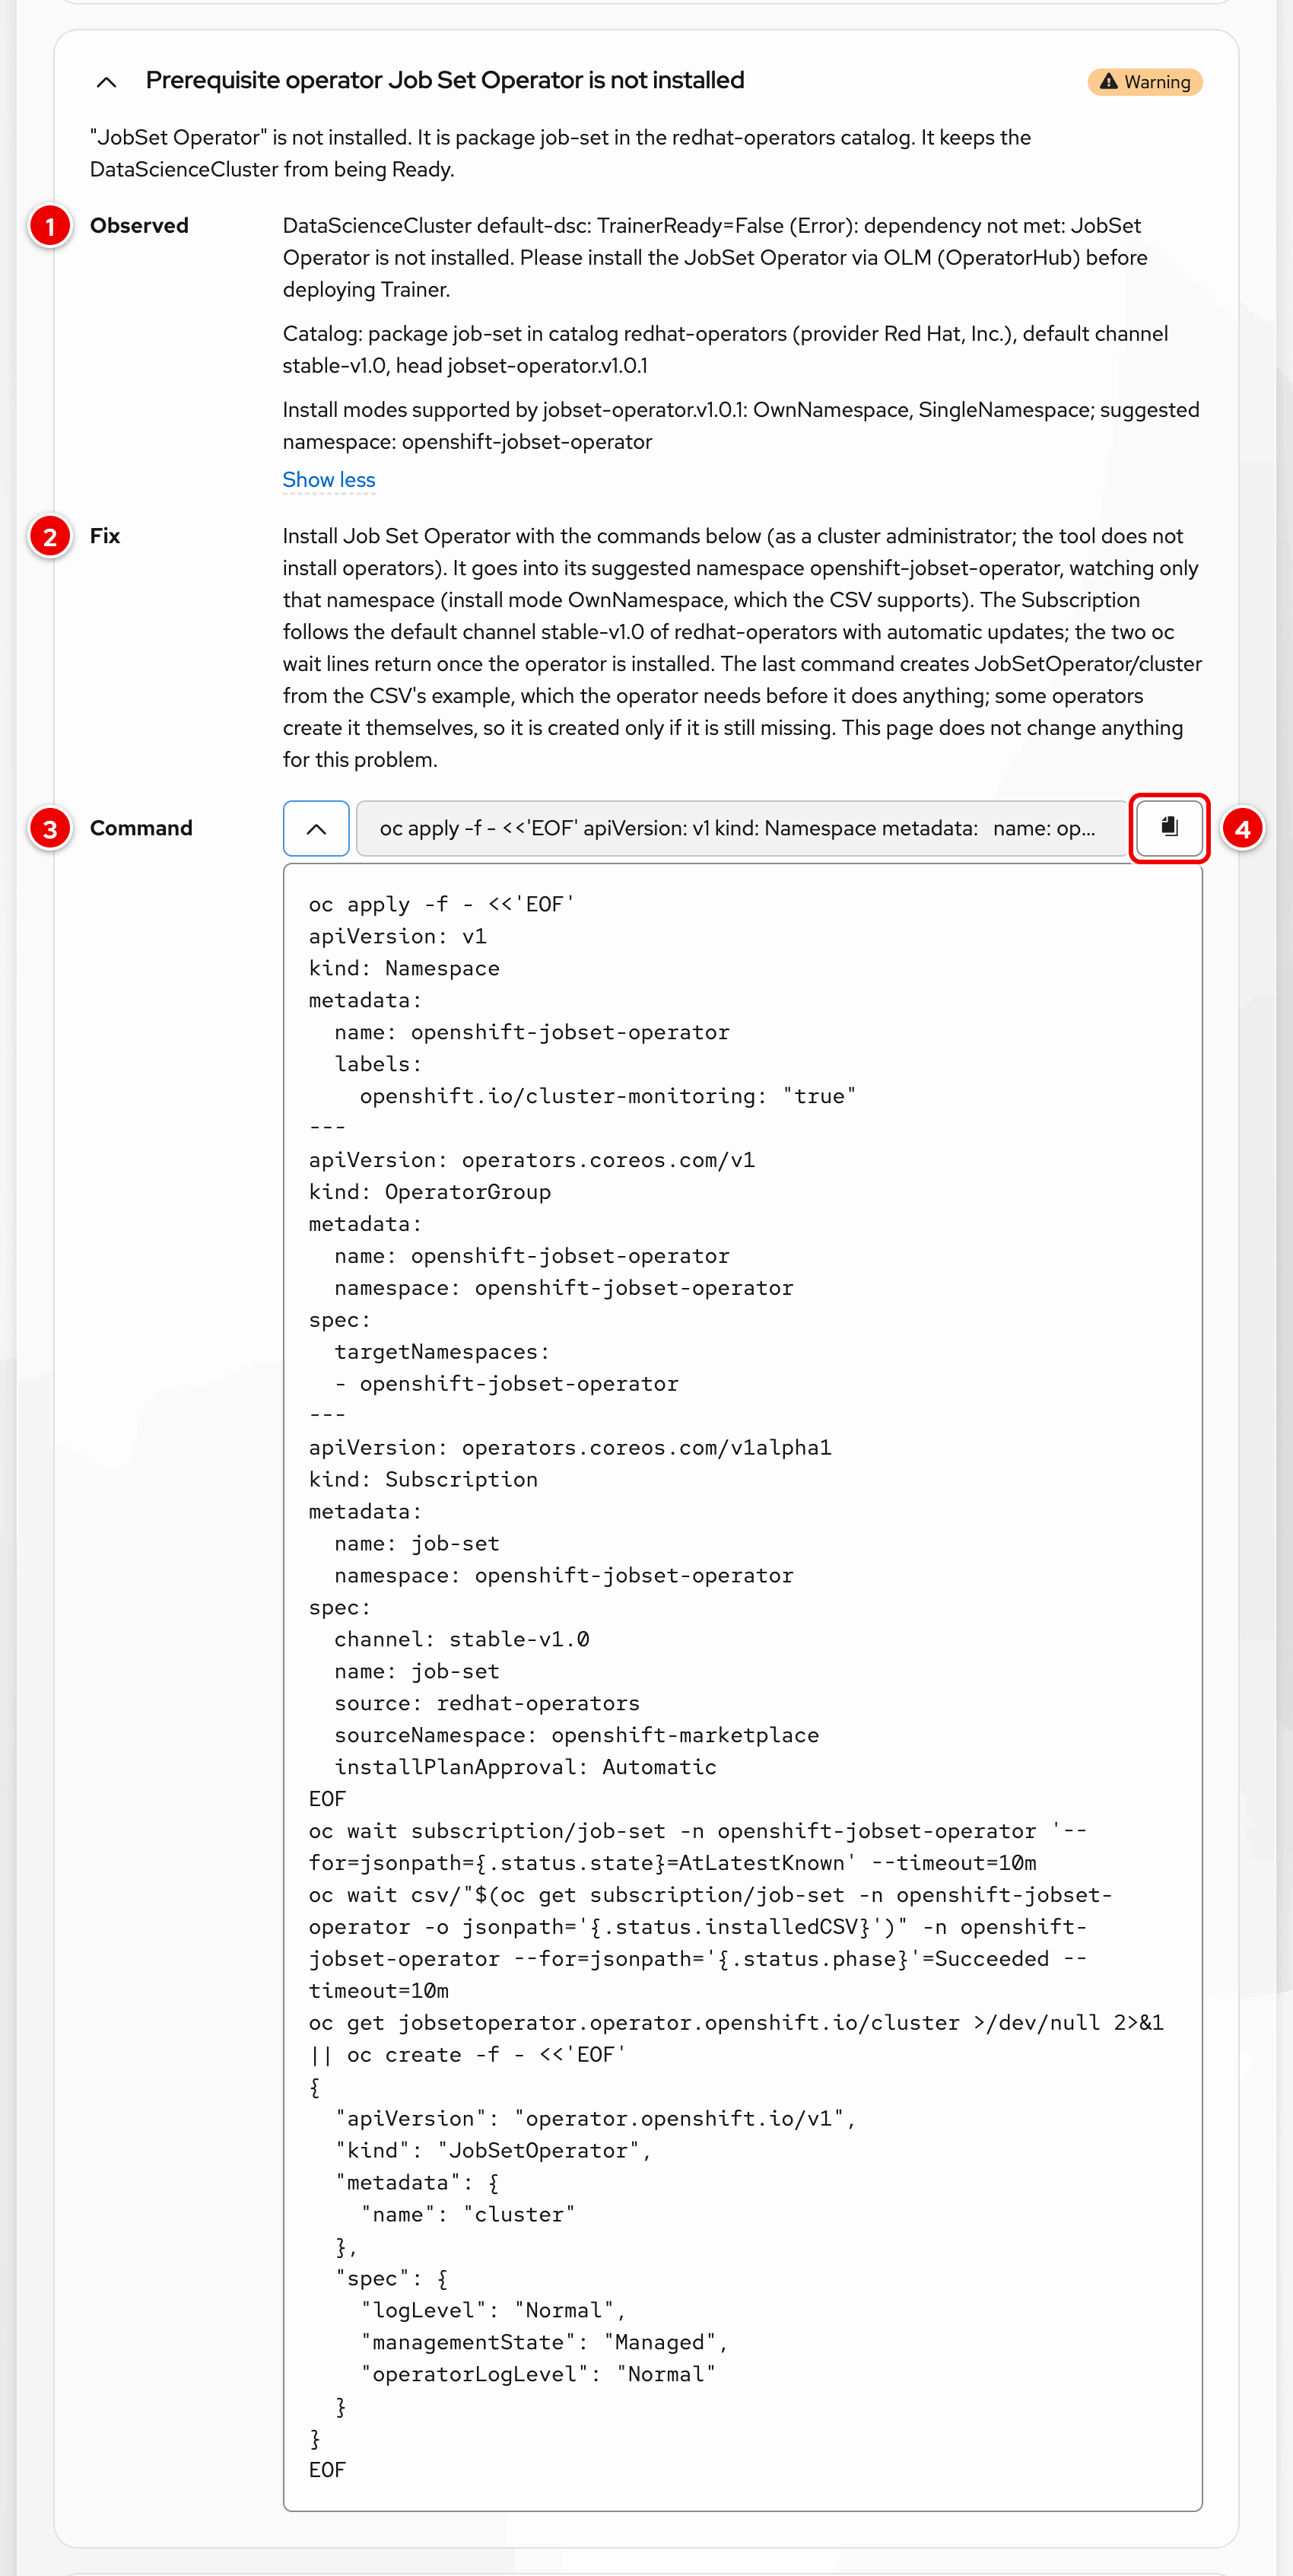 Prerequisite operator Job Set Operator is not installed
Warning
"JobSet Operator" is not installed. It is package job-set in the redhat-operators catalog. It keeps the
DataScienceCluster from being Ready.
1
Observed
DataScienceCluster default-dsc: TrainerReady=False (Error): dependency not met: JobSet
Operator is not installed. Please install the JobSet Operator via OLM (OperatorHub) before
deploying Trainer.
Catalog: package job-set in catalog redhat-operators (provider Red Hat, Inc.), default channel
stable-v1.0, head jobset-operator.v1.0.1
Install modes supported by jobset-operator.v1.0.1: OwnNamespace, SingleNamespace; suggested
namespace: openshift-jobset-operator
Show less
2
Fix
Install Job Set Operator with the commands below (as a cluster administrator; the tool does not
install operators). It goes into its suggested namespace openshift-jobset-operator, watching only
that namespace (install mode OwnNamespace, which the CSV supports). The Subscription
follows the default channel stable-v1.0 of redhat-operators with automatic updates; the two oc
wait lines return once the operator is installed. The last command creates JobSetOperator/cluster
from the CSV's example, which the operator needs before it does anything; some operators
create it themselves, so it is created only if it is still missing. This page does not change anything
for this problem.
3
Command
oc apply -f - <<'EOF' apiVersion: v1 kind: Namespace metadata:   name: op...
4
oc apply -f - <<'EOF'
apiVersion: v1
kind: Namespace
metadata:
  name: openshift-jobset-operator
  labels:
    openshift.io/cluster-monitoring: "true"
---
apiVersion: operators.coreos.com/v1
kind: OperatorGroup
metadata:
  name: openshift-jobset-operator
  namespace: openshift-jobset-operator
spec:
  targetNamespaces:
  - openshift-jobset-operator
---
apiVersion: operators.coreos.com/v1alpha1
kind: Subscription
metadata:
  name: job-set
  namespace: openshift-jobset-operator
spec:
  channel: stable-v1.0
  name: job-set
  source: redhat-operators
  sourceNamespace: openshift-marketplace
  installPlanApproval: Automatic
EOF
oc wait subscription/job-set -n openshift-jobset-operator '--
for=jsonpath={.status.state}=AtLatestKnown' --timeout=10m
oc wait csv/"$(oc get subscription/job-set -n openshift-jobset-
operator -o jsonpath='{.status.installedCSV}')" -n openshift-
jobset-operator --for=jsonpath='{.status.phase}'=Succeeded --
timeout=10m
oc get jobsetoperator.operator.openshift.io/cluster >/dev/null 2>&1
|| oc create -f - <<'EOF'
{
  "apiVersion": "operator.openshift.io/v1",
  "kind": "JobSetOperator",
  "metadata": {
    "name": "cluster"
  },
  "spec": {
    "logLevel": "Normal",
    "managementState": "Managed",
    "operatorLogLevel": "Normal"
  }
}
EOF